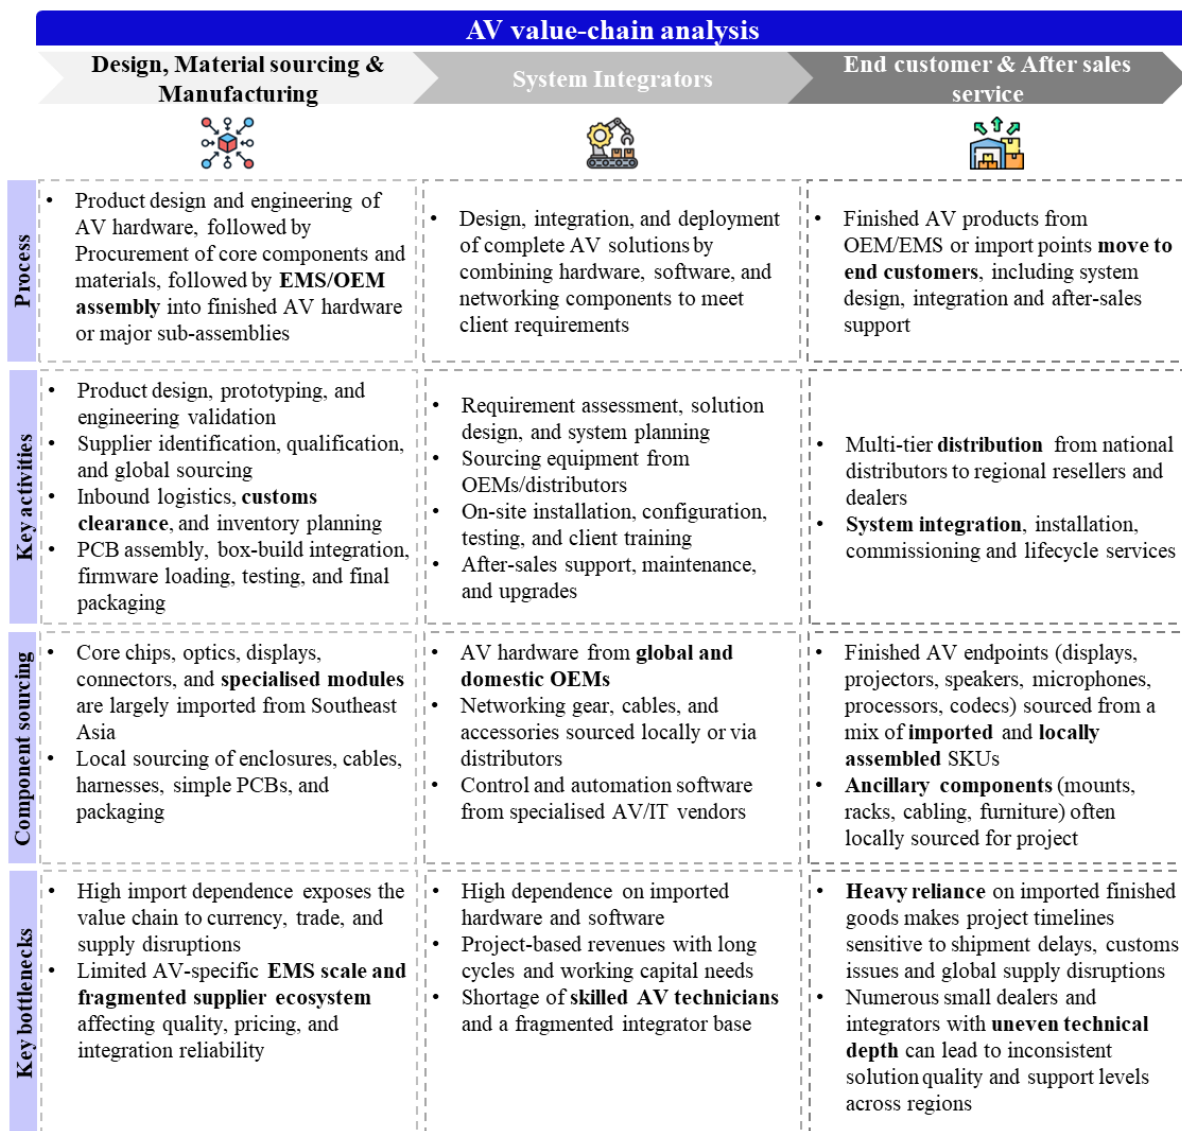 AV value-chain analysis
Design, Material sourcing &
Manufacturing
System Integrators
End customer & After sales
service
Process
• Product design and engineering of
AV hardware, followed by
Procurement of core components and
materials, followed by EMS/OEM
assembly into finished AV hardware
or major sub-assemblies
• Design, integration, and deployment
of complete AV solutions by
combining hardware, software, and
networking components to meet
client requirements
• Finished AV products from
OEM/EMS or import points move to
end customers, including system
design, integration and after-sales
support
Key activities
• Product design, prototyping, and
engineering validation
• Supplier identification, qualification,
and global sourcing
• Inbound logistics, customs
clearance, and inventory planning
• PCB assembly, box-build integration,
firmware loading, testing, and final
packaging
• Requirement assessment, solution
design, and system planning
• Sourcing equipment from
OEMs/distributors
• On-site installation, configuration,
testing, and client training
• After-sales support, maintenance,
and upgrades
• Multi-tier distribution from national
distributors to regional resellers and
dealers
• System integration, installation,
commissioning and lifecycle services
Component sourcing
• Core chips, optics, displays,
connectors, and specialised modules
are largely imported from Southeast
Asia
• Local sourcing of enclosures, cables,
harnesses, simple PCBs, and
packaging
• AV hardware from global and
domestic OEMs
• Networking gear, cables, and
accessories sourced locally or via
distributors
• Control and automation software
from specialised AV/IT vendors
• Finished AV endpoints (displays,
projectors, speakers, microphones,
processors, codecs) sourced from a
mix of imported and locally
assembled SKUs
• Ancillary components (mounts,
racks, cabling, furniture) often
locally sourced for project
Key bottlenecks
• High import dependence exposes the
value chain to currency, trade, and
supply disruptions
• Limited AV-specific EMS scale and
fragmented supplier ecosystem
affecting quality, pricing, and
integration reliability
• High dependence on imported
hardware and software
• Project-based revenues with long
cycles and working capital needs
• Shortage of skilled AV technicians
and a fragmented integrator base
• Heavy reliance on imported finished
goods makes project timelines
sensitive to shipment delays, customs
issues and global supply disruptions
• Numerous small dealers and
integrators with uneven technical
depth can lead to inconsistent
solution quality and support levels
across regions